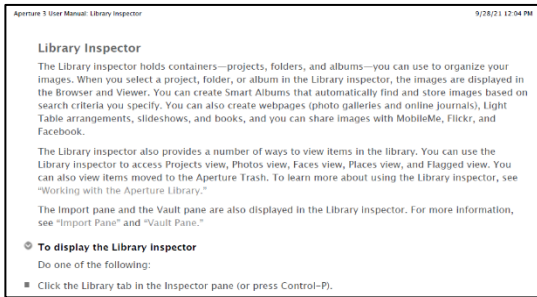 Aperture 3 User Manual: Library Inspector 9/28/21 12:04 PM
Library Inspector
The Library inspector holds containers—projects, folders, and albums—you can use to organize your
images. When you select a project, folder, or album in the Library inspector, the images are displayed in
the Browser and Viewer. You can create Smart Albums that automatically find and store images based on
search criteria you specify. You can also create webpages (photo galleries and online journals), Light
Table arrangements, slideshows, and books, and you can share images with MobileMe, Flickr, and
Facebook.
The Library inspector also provides a number of ways to view items in the library. You can use the
Library inspector to access Projects view, Photos view, Faces view, Places view, and Flagged view. You
can also view items moved to the Aperture Trash. To learn more about using the Library inspector, see
“Working with the Aperture Library.”
The Import pane and the Vault pane are also displayed in the Library inspector. For more information,
see “Import Pane” and “Vault Pane.”
To display the Library inspector
Do one of the following:
Click the Library tab in the Inspector pane (or press Control-P).